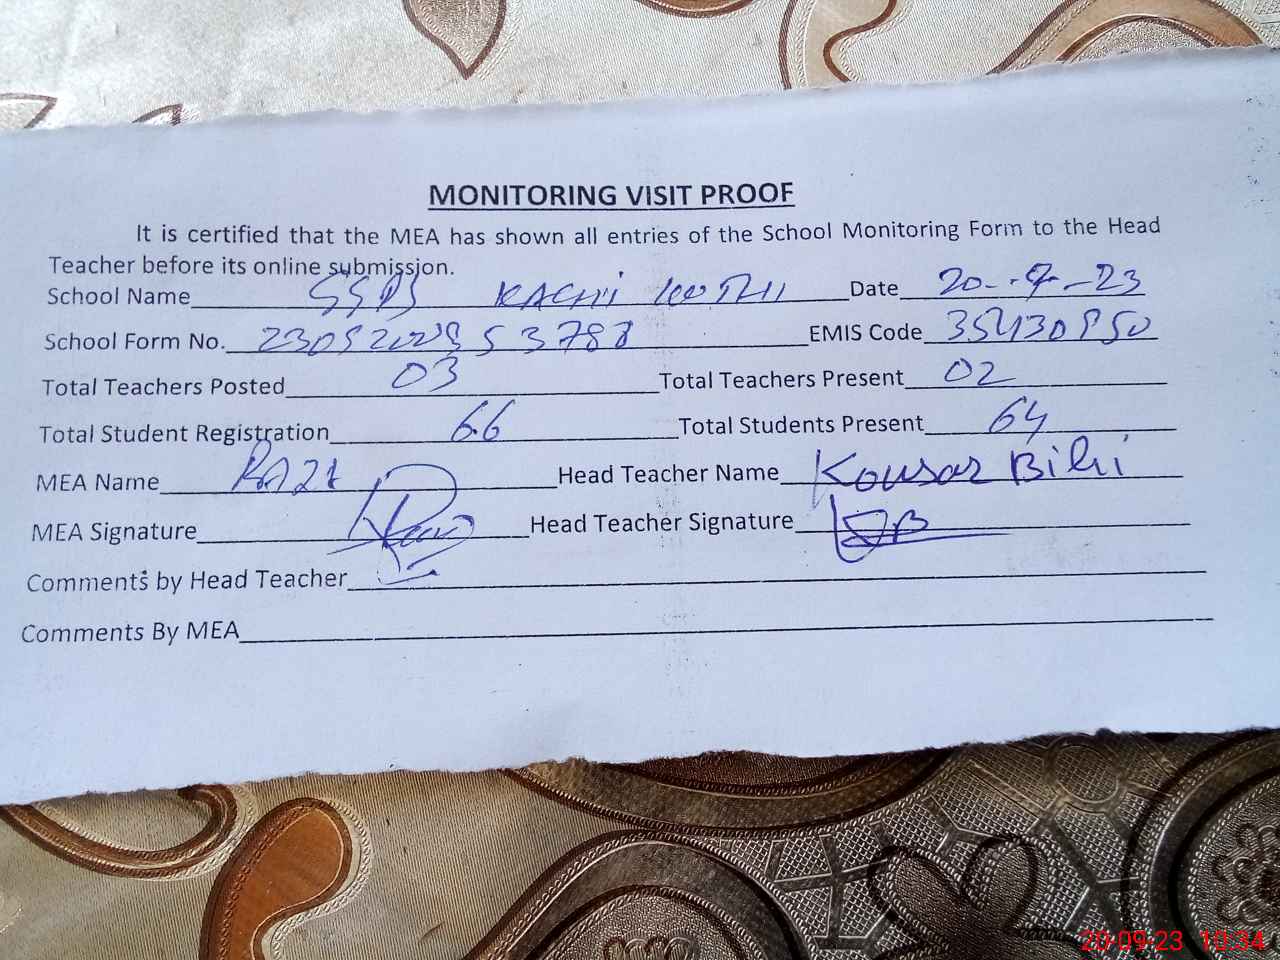 MONITORING VISIT PROOF
It is certified that the MEA has shown all entries of the School Monitoring Form to the Head
Teacher before its online submission.
School Name KACHI KOTHI Date 20-9-23
School Form No. EMIS Code 35430950
Total Teachers Posted 03 Total Teachers Present 02
Total Student Registration 66 Total Students Present 64
MEA Name Head Teacher Name Kousar Bibi
MEA Signature Head Teacher Signature
Comments by Head Teacher
Comments By MEA
20-09-23 10:34